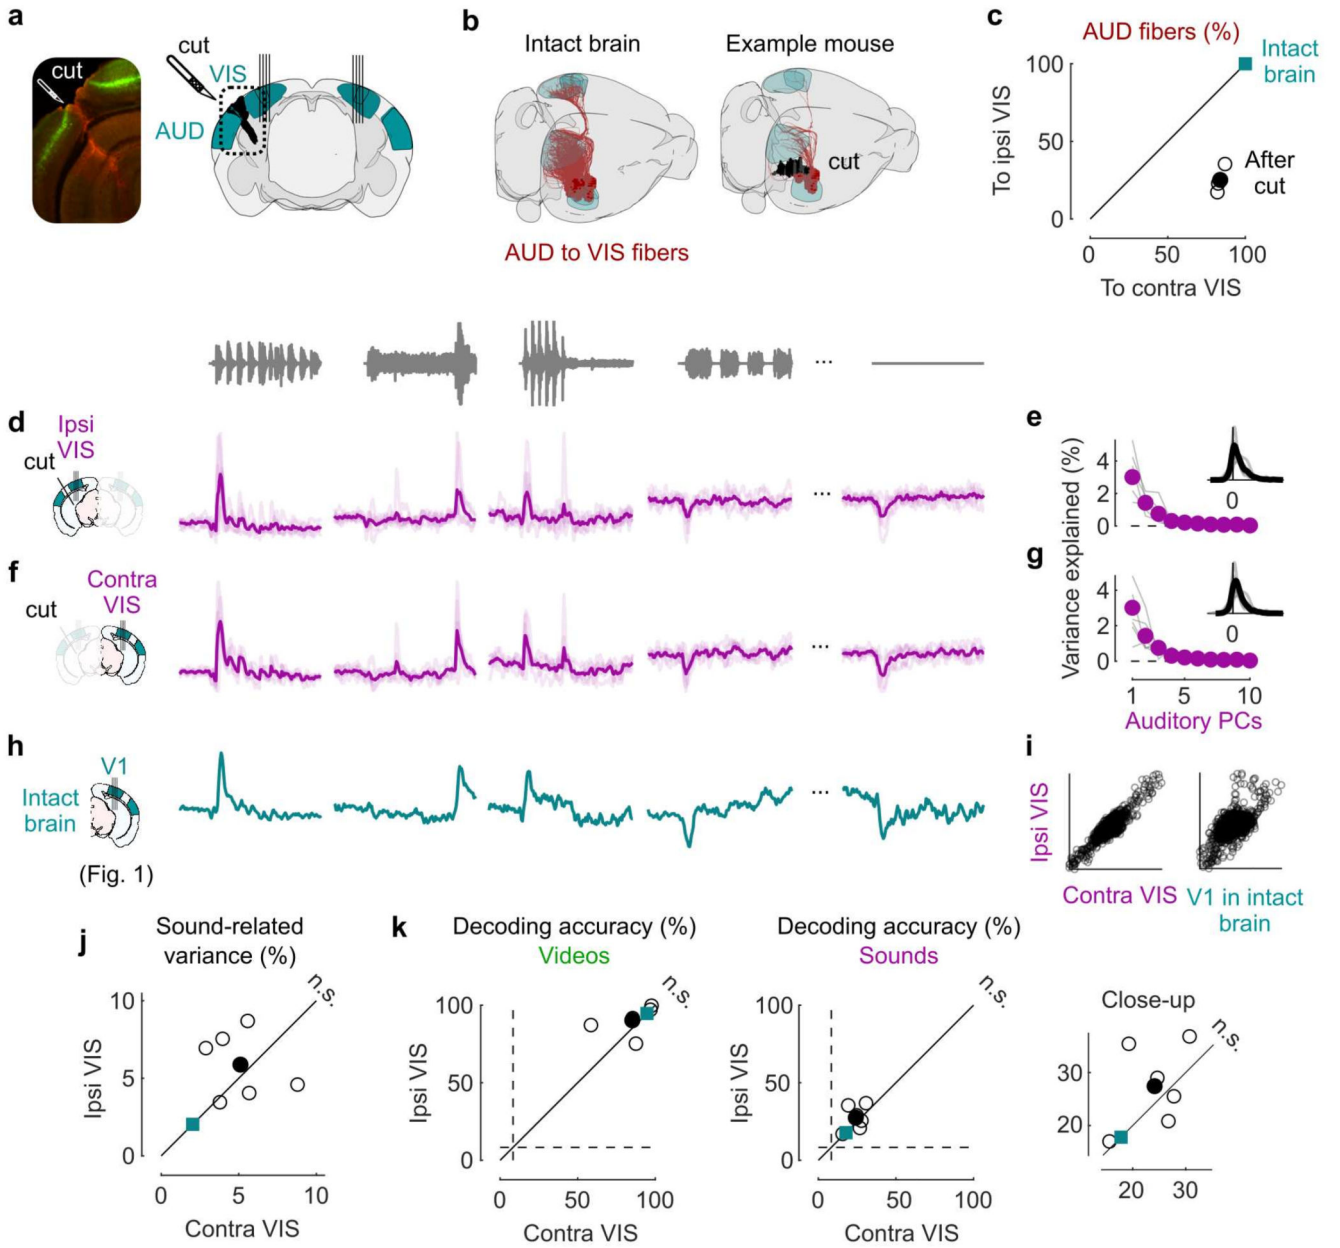 a
cut
cut
VIS
AUD
b
Intact brain
Example mouse
cut
AUD to VIS fibers
c
AUD fibers (%)
Intact
brain
To ipsi VIS
100
50
0
After
cut
0
50
100
To contra VIS
...
d
Ipsi
VIS
cut
...
e
Variance explained (%)
4
2
0
0
f
Contra
VIS
cut
...
g
4
2
0
0
1
5
10
Auditory PCs
h
V1
Intact
brain
(Fig. 1)
...
i
Ipsi VIS
Contra VIS
V1 in intact
brain
j
Sound-related
variance (%)
n.s.
Ipsi VIS
10
5
0
0
5
10
Contra VIS
k
Decoding accuracy (%)
Videos
n.s.
Ipsi VIS
100
50
0
0
50
100
Contra VIS
Decoding accuracy (%)
Sounds
n.s.
Ipsi VIS
100
50
0
0
50
100
Contra VIS
Close-up
n.s.
30
20
20
30